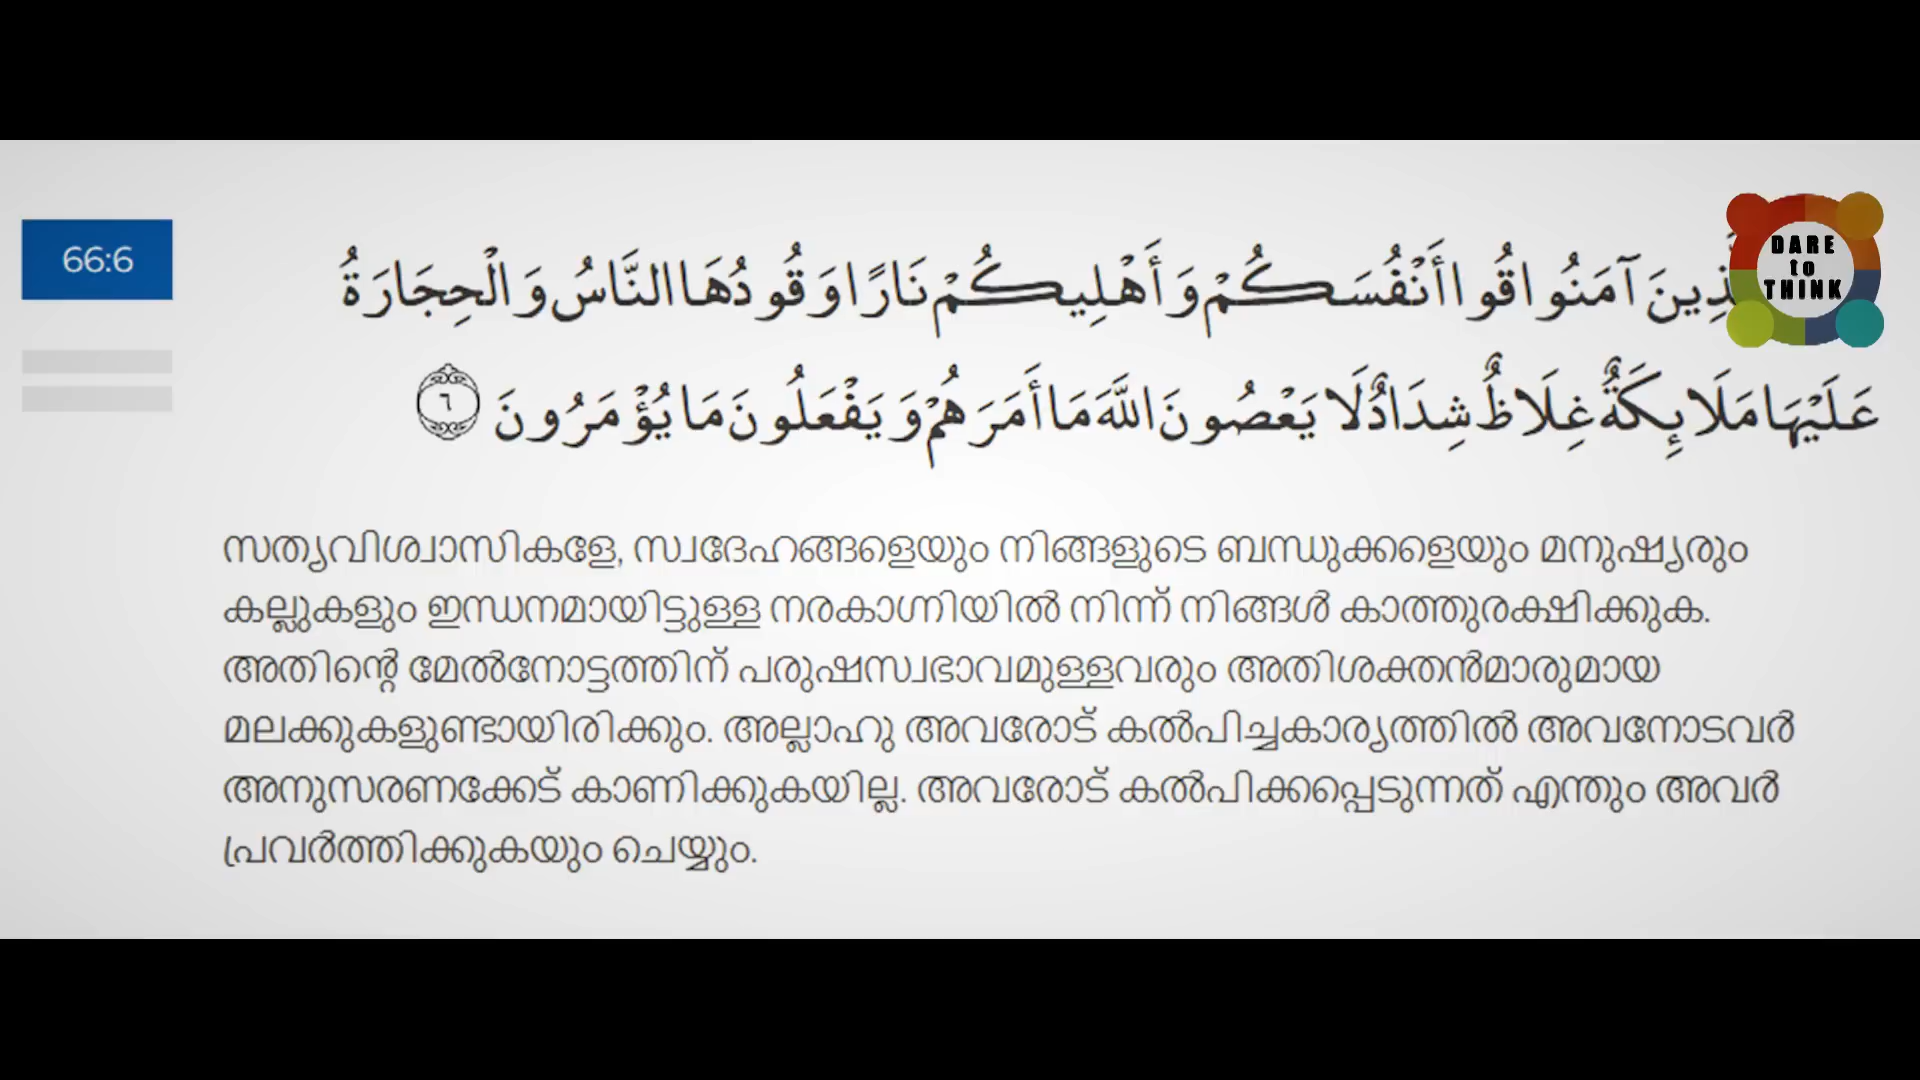 66:6
آمَنُوا قُوا أَنْفُسَكُمْ وَأَهْلِيكُمْ نَارًا وَقُودُهَا النَّاسُ وَالْحِجَارَةُ
عَلَيْهَا مَلَائِكَةٌ غِلَاظٌ شِدَادٌ لَا يَعْصُونَ اللَّهَ مَا أَمَرَهُمْ وَيَفْعَلُونَ مَا يُؤْمَرُونَ ٦
DARE
to
THINK
സത്യവിശ്വാസികളേ, സ്വദേഹങ്ങളെയും നിങ്ങളുടെ ബന്ധുക്കളെയും മനുഷ്യരും
കല്ലുകളും ഇന്ധനമായിട്ടുള്ള നരകാഗ്നിയിൽ നിന്ന് നിങ്ങൾ കാത്തുരക്ഷിക്കുക.
അതിന്റെ മേൽനോട്ടത്തിന് പരുഷസ്വഭാവമുള്ളവരും അതിശക്തൻമാരുമായ
മലക്കുകളുണ്ടായിരിക്കും. അല്ലാഹു അവരോട് കൽപിച്ചകാര്യത്തിൽ അവനോടവർ
അനുസരണക്കേട് കാണിക്കുകയില്ല. അവരോട് കൽപിക്കപ്പെടുന്നത് എന്തും അവർ
പ്രവർത്തിക്കുകയും ചെയ്യും.